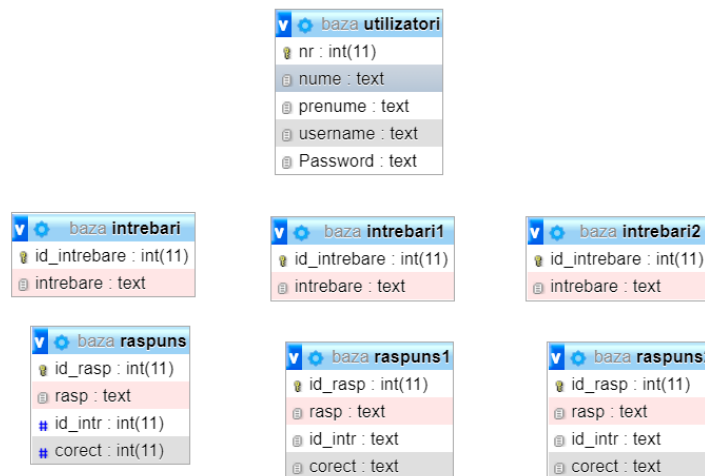 baza utilizatori
nr : int(11)
nume : text
prenume : text
username : text
Password : text
baza intrebari
id_intrebare : int(11)
intrebare : text
baza intrebari1
id_intrebare : int(11)
intrebare : text
baza intrebari2
id_intrebare : int(11)
intrebare : text
baza raspuns
id_rasp : int(11)
rasp : text
# id_intr : int(11)
# corect : int(11)
baza raspuns1
id_rasp : int(11)
rasp : text
id_intr : text
corect : text
baza raspuns2
id_rasp : int(11)
rasp : text
id_intr : text
corect : text